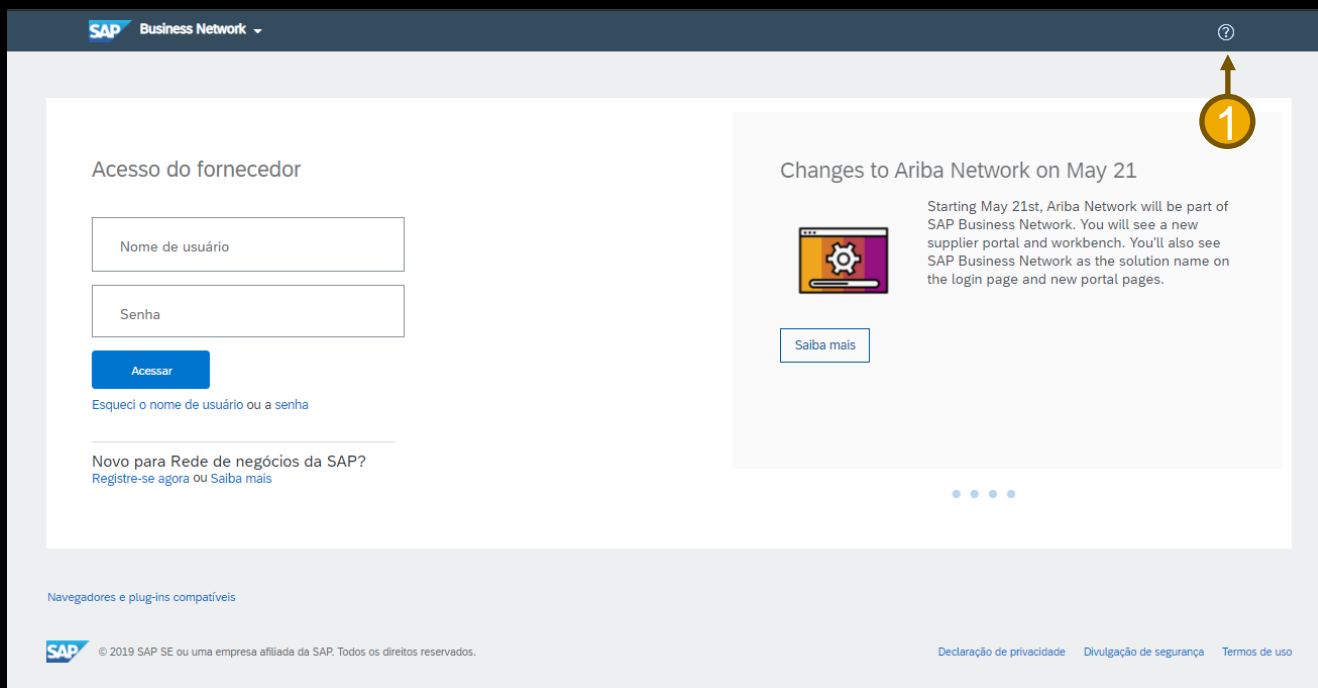 SAP Business Network
1
Acesso do fornecedor
Nome de usuário
Senha
Acessar
Esqueci o nome de usuário ou a senha
Novo para Rede de negócios da SAP?
Registre-se agora ou Saiba mais
Changes to Ariba Network on May 21
Starting May 21st, Ariba Network will be part of
SAP Business Network. You will see a new
supplier portal and workbench. You'll also see
SAP Business Network as the solution name on
the login page and new portal pages.
Saiba mais
Navegadores e plug-ins compatíveis
SAP © 2019 SAP SE ou uma empresa afiliada da SAP. Todos os direitos reservados.
Declaração de privacidade Divulgação de segurança Termos de uso